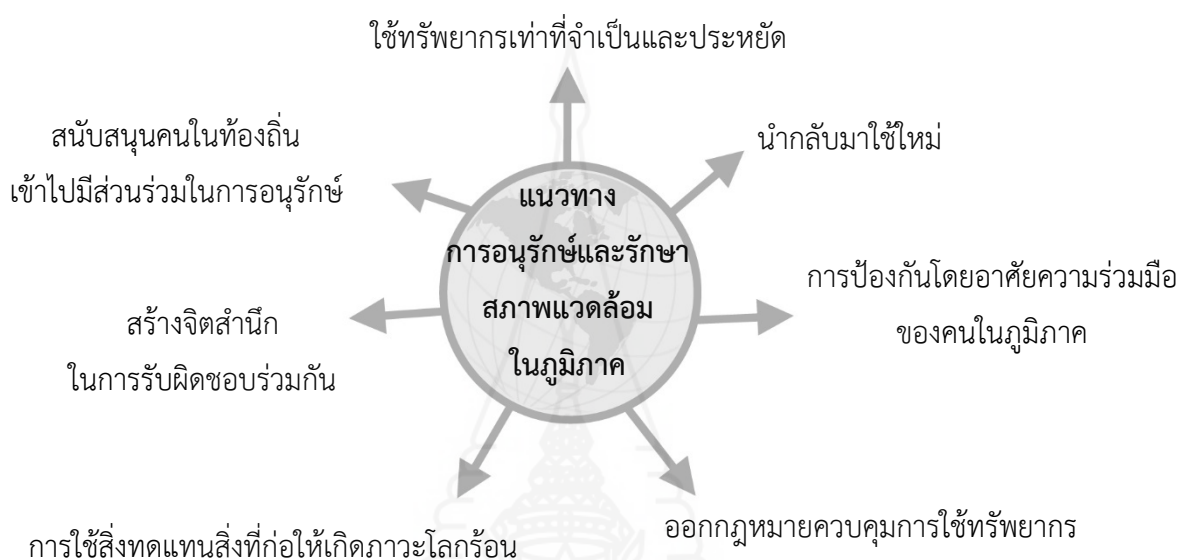 ใช้ทรัพยากรเท่าที่จำเป็นและประหยัด
นำกลับมาใช้ใหม่
การป้องกันโดยอาศัยความร่วมมือ
ของคนในภูมิภาค
ออกกฎหมายควบคุมการใช้ทรัพยากร
การใช้สิ่งทดแทนสิ่งที่ก่อให้เกิดภาวะโลกร้อน
สร้างจิตสำนึก
ในการรับผิดชอบร่วมกัน
สนับสนุนคนในท้องถิ่น
เข้าไปมีส่วนร่วมในการอนุรักษ์
แนวทาง
การอนุรักษ์และรักษา
สภาพแวดล้อม
ในภูมิภาค